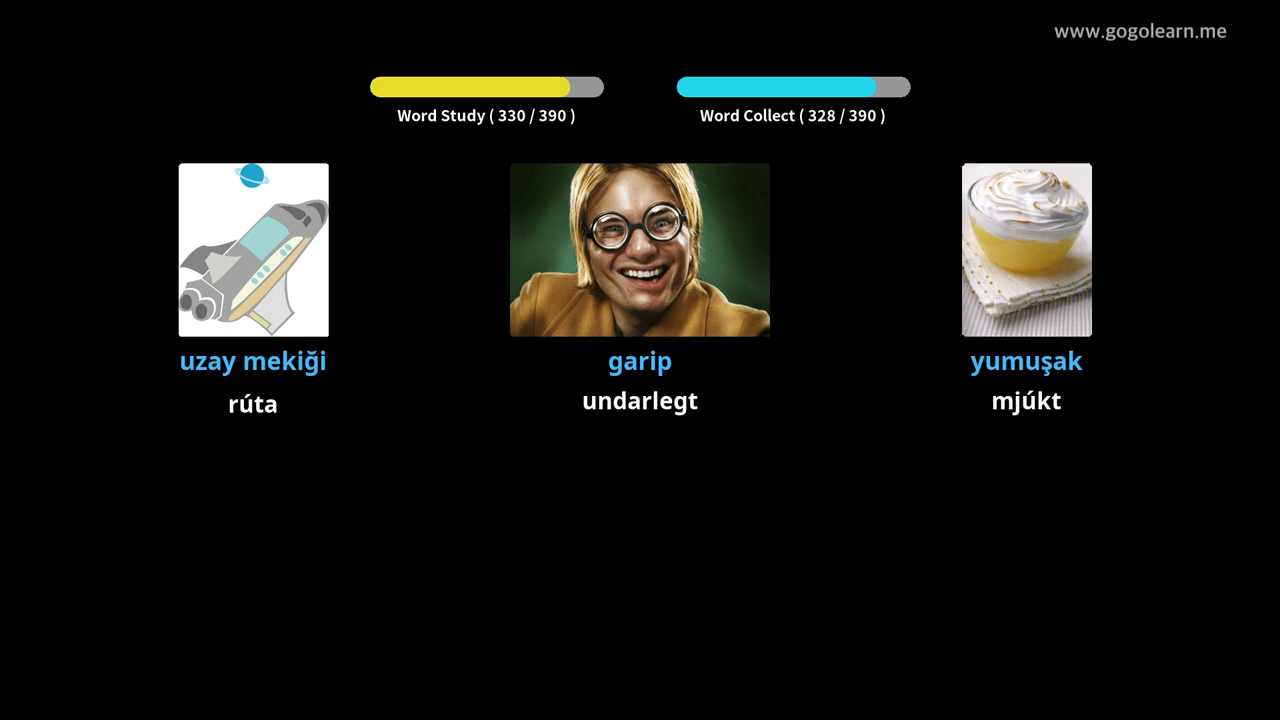 www.gogolearn.me
Word Study ( 330 / 390 )
Word Collect ( 328 / 390 )
uzay mekiği
garip
yumuşak
rúta
undarlegt
mjúkt